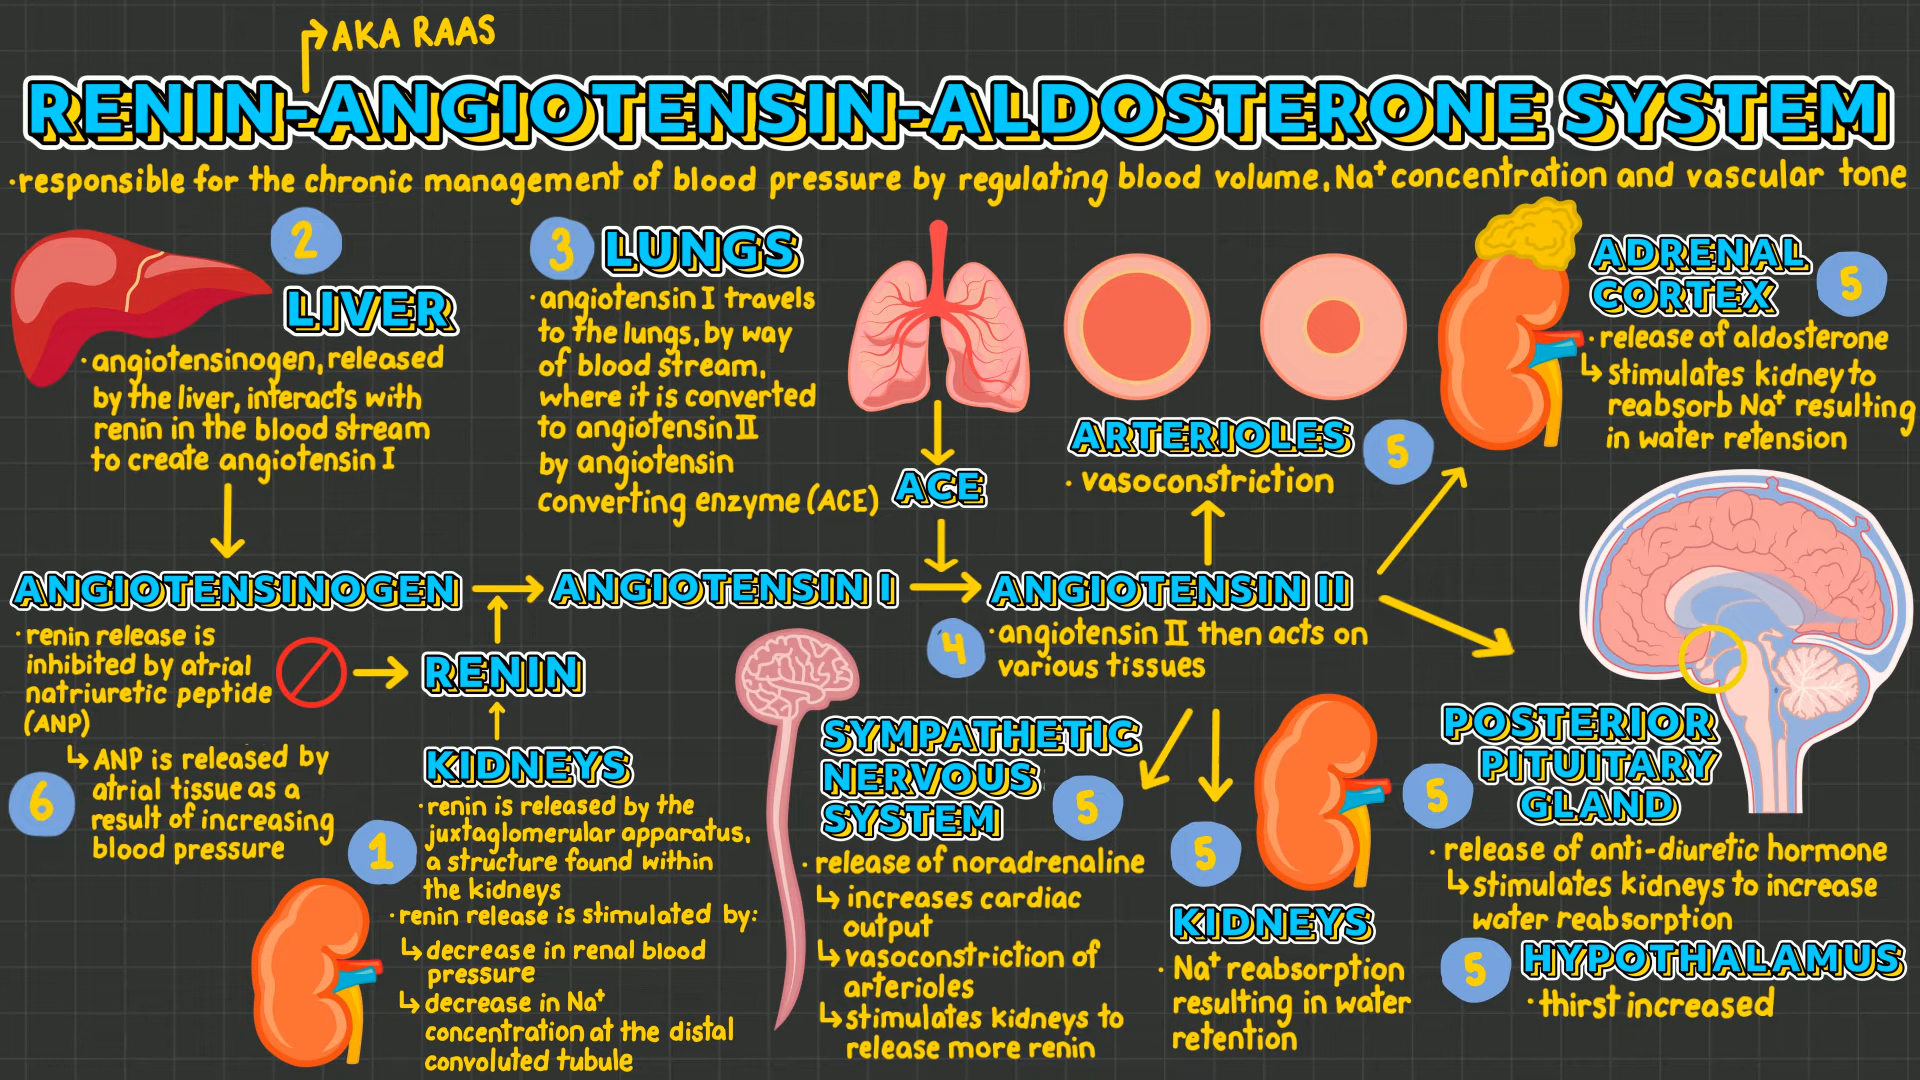 AKA RAAS
RENIN-ANGIOTENSIN-ALDOSTERONE SYSTEM
·responsible for the chronic management of blood pressure by regulating blood volume, Na⁺ concentration and vascular tone
2
LIVER
·angiotensinogen, released
by the liver, interacts with
renin in the blood stream
to create angiotensin I
3 LUNGS
·angiotensin I travels
to the lungs, by way
of blood stream,
where it is converted
to angiotensin II
by angiotensin
converting enzyme (ACE)
ACE
ARTERIOLES 5
·vasoconstriction
ADRENAL
CORTEX 5
·release of aldosterone
↳stimulates kidney to
reabsorb Na⁺ resulting
in water retension
ANGIOTENSINOGEN
ANGIOTENSIN I
ANGIOTENSIN II
4
·angiotensin II then acts on
various tissues
·renin release is
inhibited by atrial
natriuretic peptide
(ANP)
↳ANP is released by
atrial tissue as a
result of increasing
blood pressure
6
RENIN
KIDNEYS
1
·renin is released by the
juxtaglomerular apparatus,
a structure found within
the kidneys
·renin release is stimulated by:
↳decrease in renal blood
pressure
↳decrease in Na⁺
concentration at the distal
convoluted tubule
SYMPATHETIC
NERVOUS
SYSTEM
5
·release of noradrenaline
↳increases cardiac
output
↳vasoconstriction of
arterioles
↳stimulates kidneys to
release more renin
5
KIDNEYS
·Na⁺ reabsorption
resulting in water
retention
POSTERIOR
PITUITARY
GLAND
5
·release of anti-diuretic hormone
↳stimulates kidneys to increase
water reabsorption
5 HYPOTHALAMUS
·thirst increased